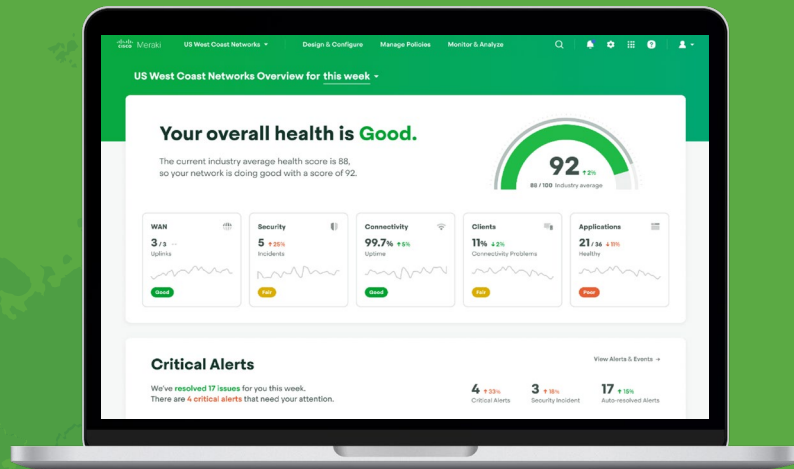 cisco Meraki
US West Coast Networks
Design & Configure
Manage Policies
Monitor & Analyze
US West Coast Networks Overview for this week
Your overall health is Good.
The current industry average health score is 88,
so your network is doing good with a score of 92.
92 ↑2%
88 / 100 Industry average
WAN
3 / 3
Uplinks
Good
Security
5 ↑25%
Incidents
Fair
Connectivity
99.7% ↑5%
Uptime
Good
Clients
11% ↓2%
Connectivity Problems
Fair
Applications
21 / 36 ↓11%
Healthy
Poor
Critical Alerts
View Alerts & Events →
We've resolved 17 issues for you this week.
There are 4 critical alerts that need your attention.
4 ↑33%
Critical Alerts
3 ↑18%
Security Incident
17 ↑15%
Auto-resolved Alerts